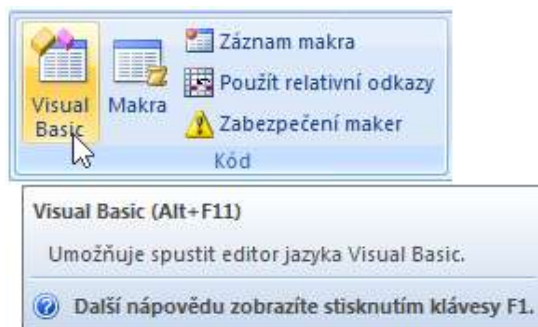 Visual Basic
Makra
Záznam makra
Použít relativní odkazy
Zabezpečení maker
Kód
Visual Basic (Alt+F11)
Umožňuje spustit editor jazyka Visual Basic.
Další nápovědu zobrazíte stisknutím klávesy F1.